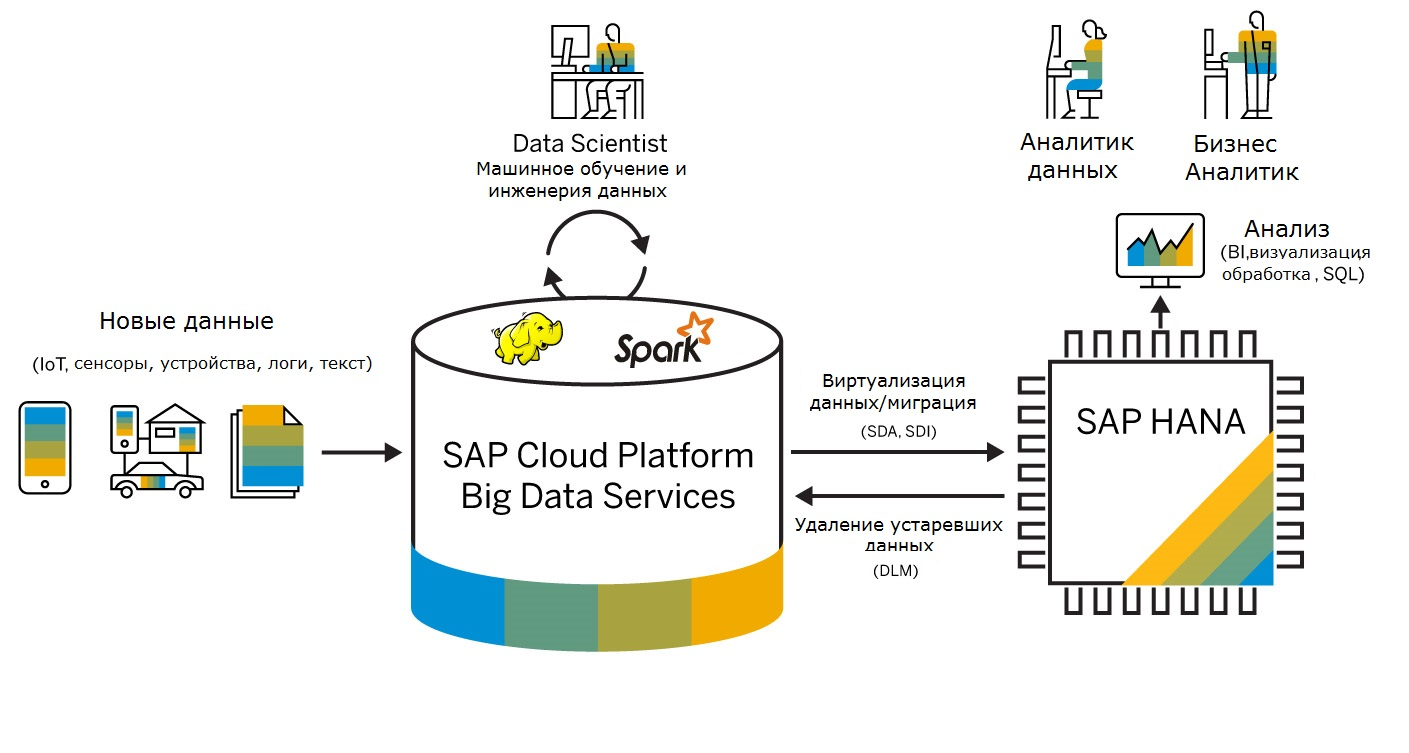 Data Scientist
Машинное обучение и
инженерия данных
Аналитик
данных
Бизнес
Аналитик
Анализ
(BI,визуализация
обработка , SQL)
Новые данные
(IoT, сенсоры, устройства, логи, текст)
Spark
SAP Cloud Platform
Big Data Services
Виртуализация
данных/миграция
(SDA, SDI)
Удаление устаревших
данных
(DLM)
SAP HANA